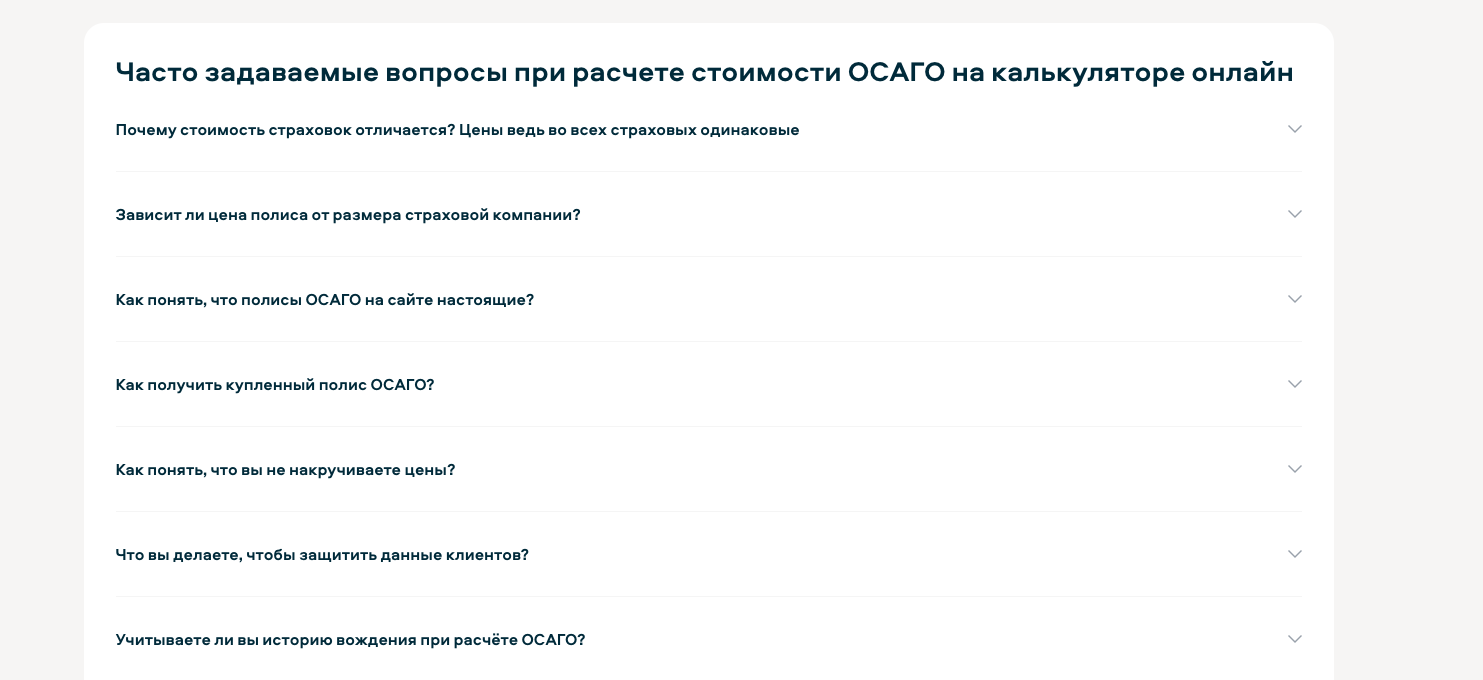 Часто задаваемые вопросы при расчете стоимости ОСАГО на калькуляторе онлайн
Почему стоимость страховок отличается? Цены ведь во всех страховых одинаковые
Зависит ли цена полиса от размера страховой компании?
Как понять, что полисы ОСАГО на сайте настоящие?
Как получить купленный полис ОСАГО?
Как понять, что вы не накручиваете цены?
Что вы делаете, чтобы защитить данные клиентов?
Учитываете ли вы историю вождения при расчёте ОСАГО?